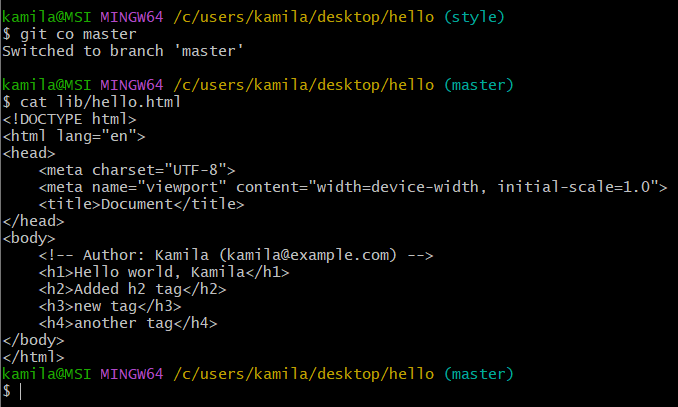 kamila@MSI MINGW64 /c/users/kamila/desktop/hello (style)
$ git co master
Switched to branch 'master'

kamila@MSI MINGW64 /c/users/kamila/desktop/hello (master)
$ cat lib/hello.html
<!DOCTYPE html>
<html lang="en">
<head>
    <meta charset="UTF-8">
    <meta name="viewport" content="width=device-width, initial-scale=1.0">
    <title>Document</title>
</head>
<body>
    <!-- Author: Kamila (kamila@example.com) -->
    <h1>Hello world, Kamila</h1>
    <h2>Added h2 tag</h2>
    <h3>new tag</h3>
    <h4>another tag</h4>
</body>
</html>
kamila@MSI MINGW64 /c/users/kamila/desktop/hello (master)
$